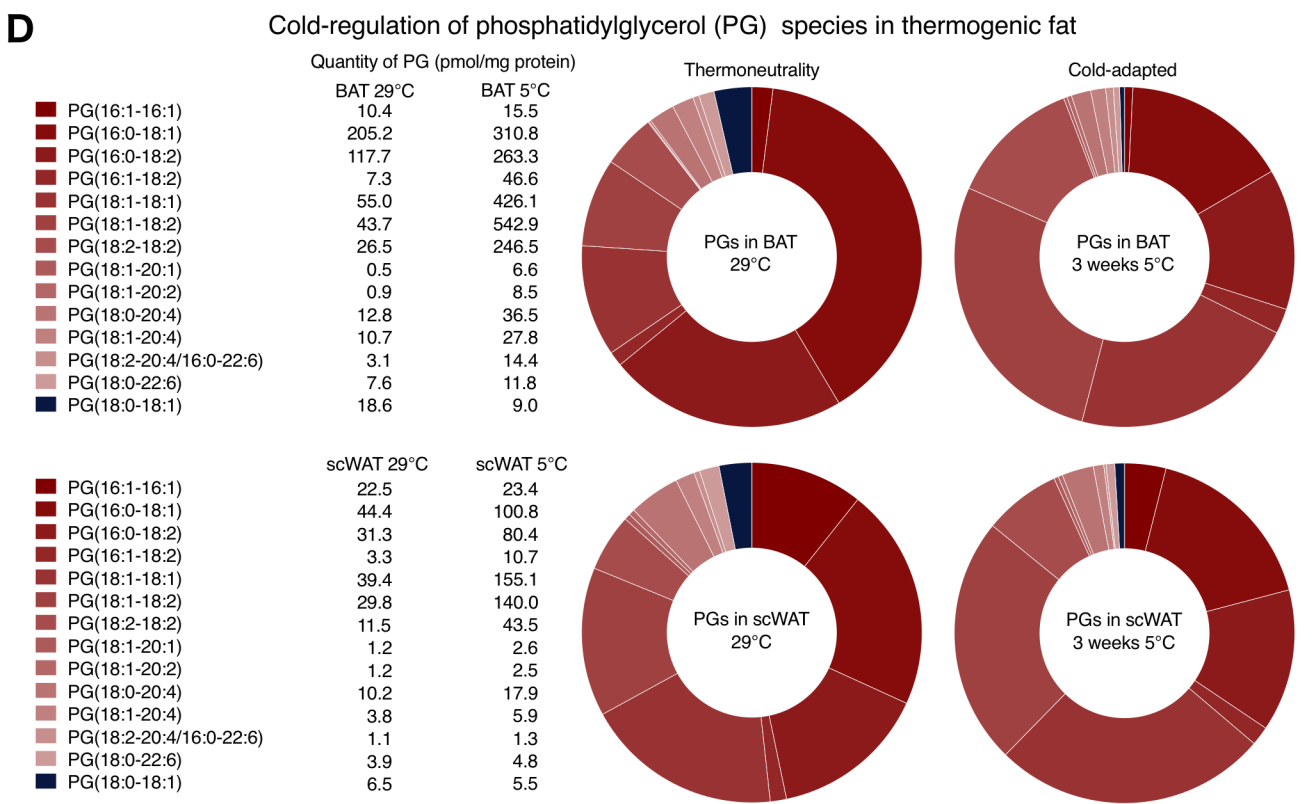 D
Cold-regulation of phosphatidylglycerol (PG) species in thermogenic fat
Quantity of PG (pmol/mg protein)
Thermoneutrality
Cold-adapted
BAT 29°C BAT 5°C
PG(16:1-16:1) 10.4 15.5
PG(16:0-18:1) 205.2 310.8
PG(16:0-18:2) 117.7 263.3
PG(16:1-18:2) 7.3 46.6
PG(18:1-18:1) 55.0 426.1
PG(18:1-18:2) 43.7 542.9
PG(18:2-18:2) 26.5 246.5
PG(18:1-20:1) 0.5 6.6
PG(18:1-20:2) 0.9 8.5
PG(18:0-20:4) 12.8 36.5
PG(18:1-20:4) 10.7 27.8
PG(18:2-20:4/16:0-22:6) 3.1 14.4
PG(18:0-22:6) 7.6 11.8
PG(18:0-18:1) 18.6 9.0
PGs in BAT
29°C
PGs in BAT
3 weeks 5°C
scWAT 29°C scWAT 5°C
PG(16:1-16:1) 22.5 23.4
PG(16:0-18:1) 44.4 100.8
PG(16:0-18:2) 31.3 80.4
PG(16:1-18:2) 3.3 10.7
PG(18:1-18:1) 39.4 155.1
PG(18:1-18:2) 29.8 140.0
PG(18:2-18:2) 11.5 43.5
PG(18:1-20:1) 1.2 2.6
PG(18:1-20:2) 1.2 2.5
PG(18:0-20:4) 10.2 17.9
PG(18:1-20:4) 3.8 5.9
PG(18:2-20:4/16:0-22:6) 1.1 1.3
PG(18:0-22:6) 3.9 4.8
PG(18:0-18:1) 6.5 5.5
PGs in scWAT
29°C
PGs in scWAT
3 weeks 5°C